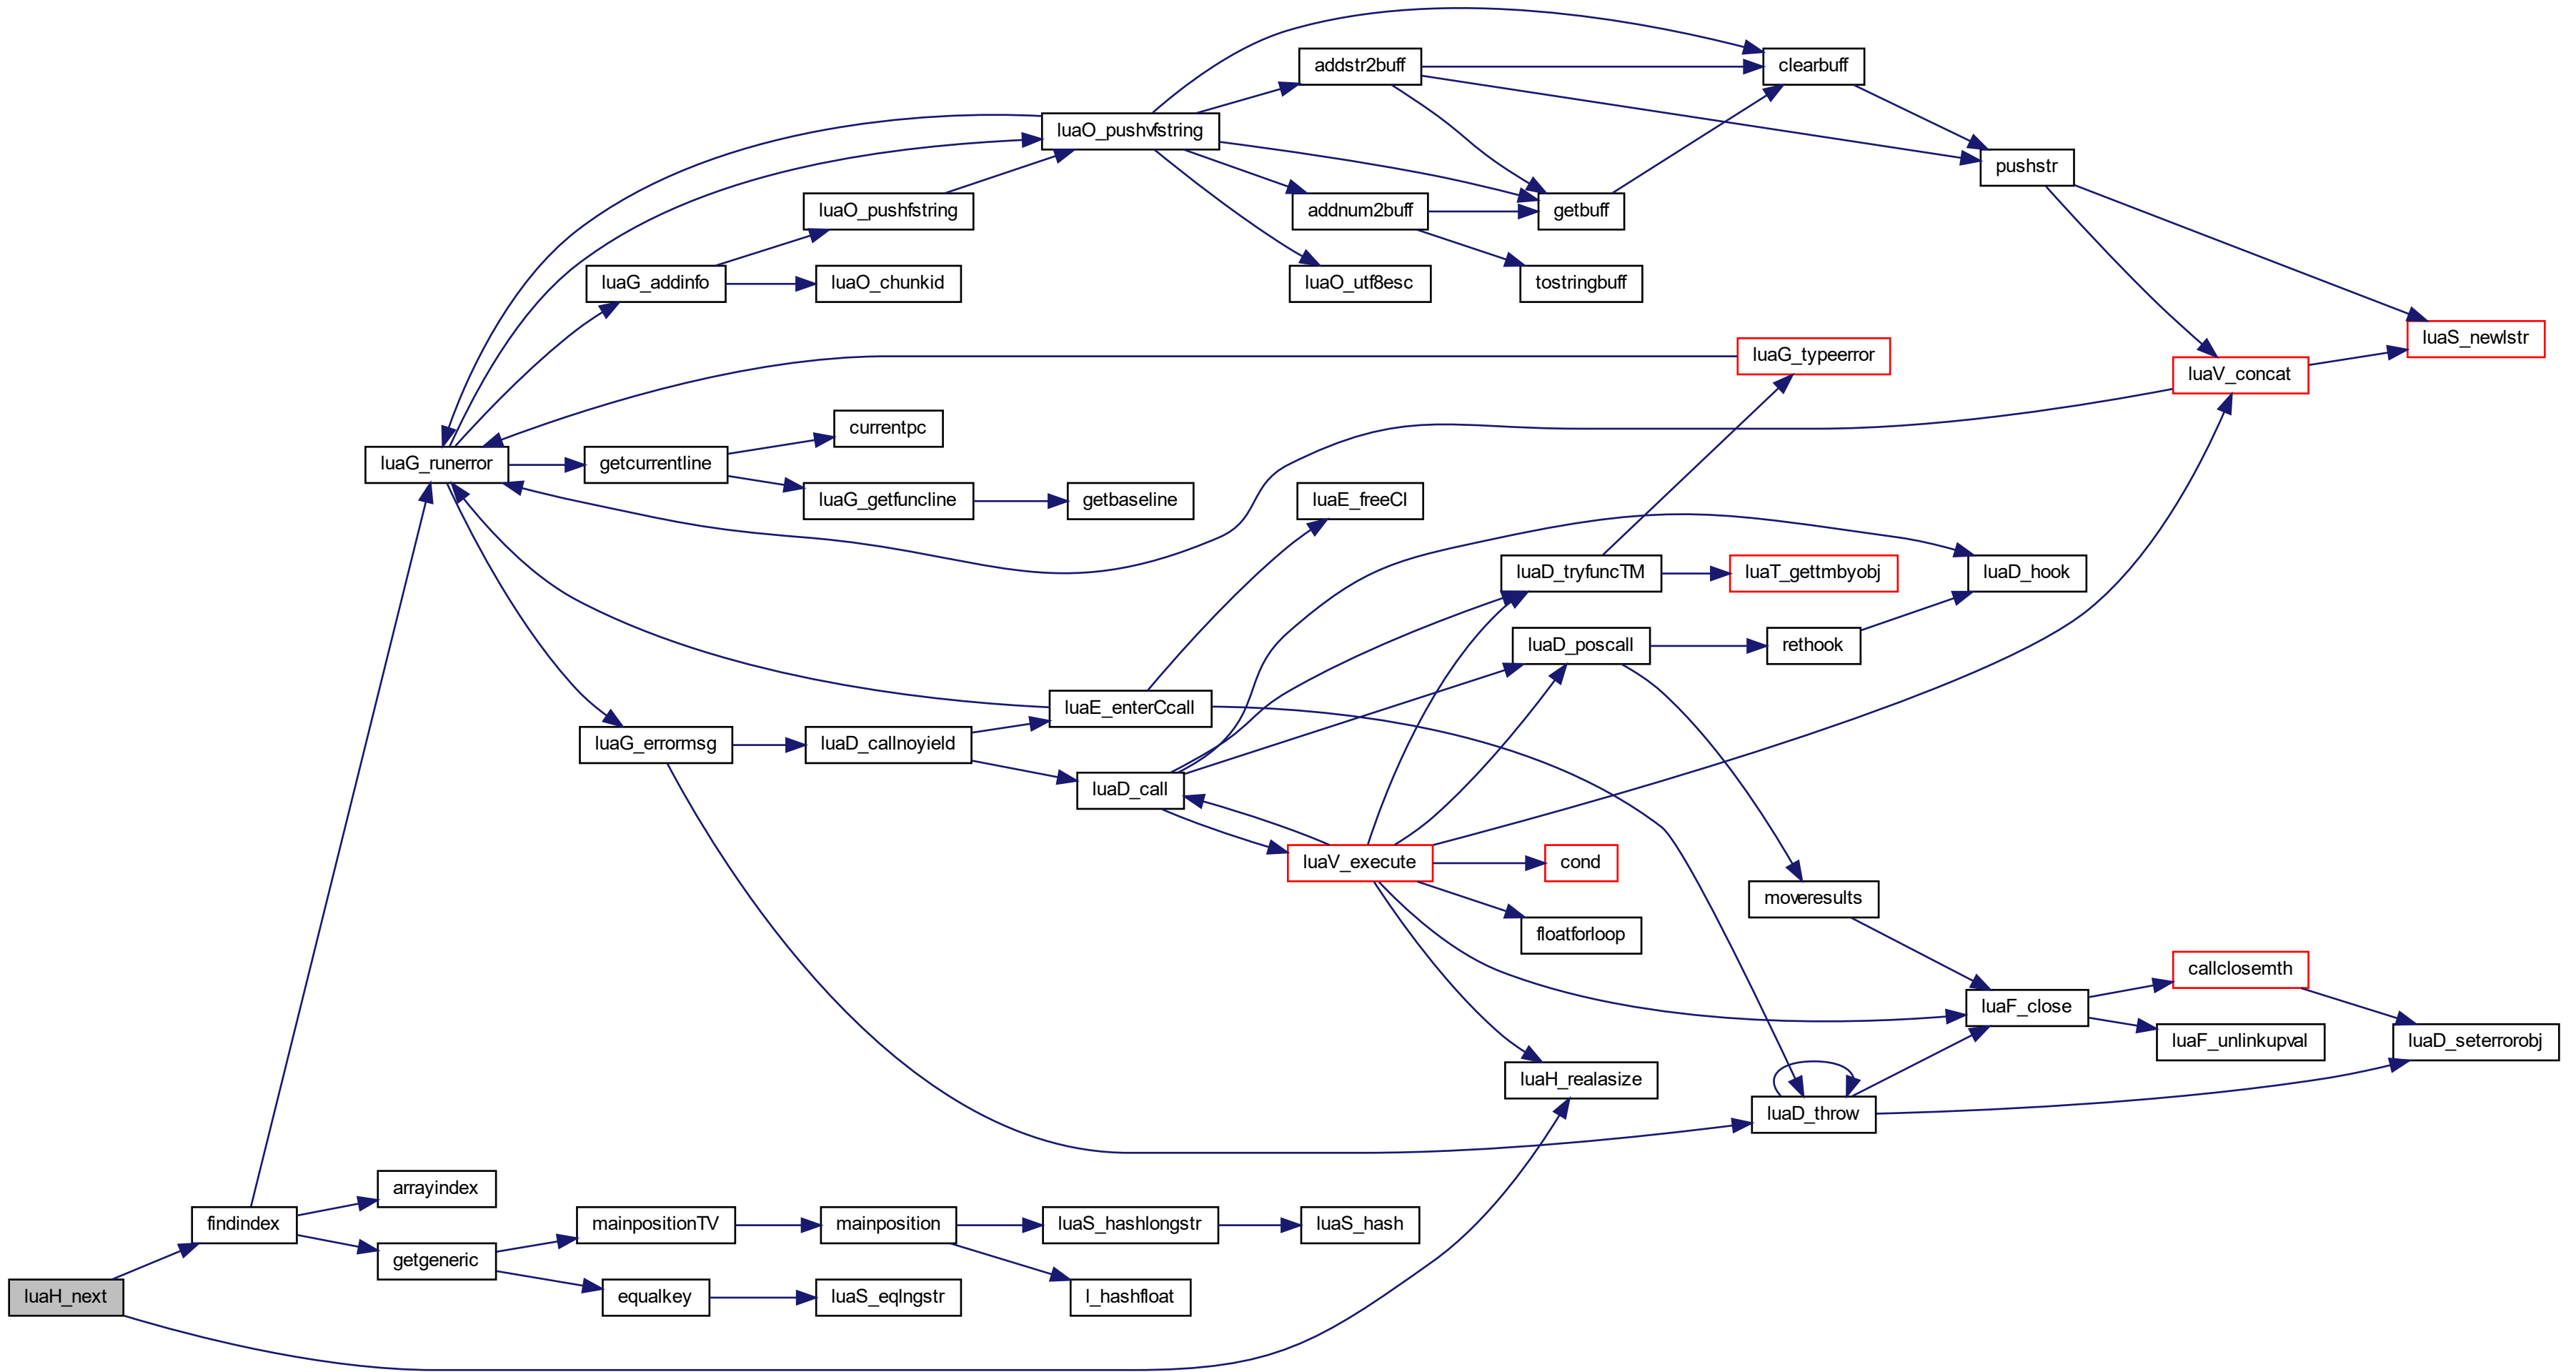 addstr2buff
clearbuff
luaO_pushvfstring
pushstr
luaO_pushfstring
addnum2buff
getbuff
luaG_addinfo
luaO_chunkid
luaO_utf8esc
tostringbuff
luaS_newlstr
luaG_typeerror
luaV_concat
currentpc
luaG_runerror
getcurrentline
luaG_getfuncline
getbaseline
luaE_freeCI
luaD_tryfuncTM
luaT_gettmbyobj
luaD_hook
luaD_poscall
rethook
luaE_enterCcall
luaG_errormsg
luaD_callnoyield
luaD_call
luaV_execute
cond
moveresults
floatforloop
callclosemth
luaF_close
luaF_unlinkupval
luaD_seterrorobj
luaH_realasize
luaD_throw
arrayindex
findindex
mainpositionTV
mainposition
luaS_hashlongstr
luaS_hash
getgeneric
luaH_next
equalkey
luaS_eqlngstr
l_hashfloat